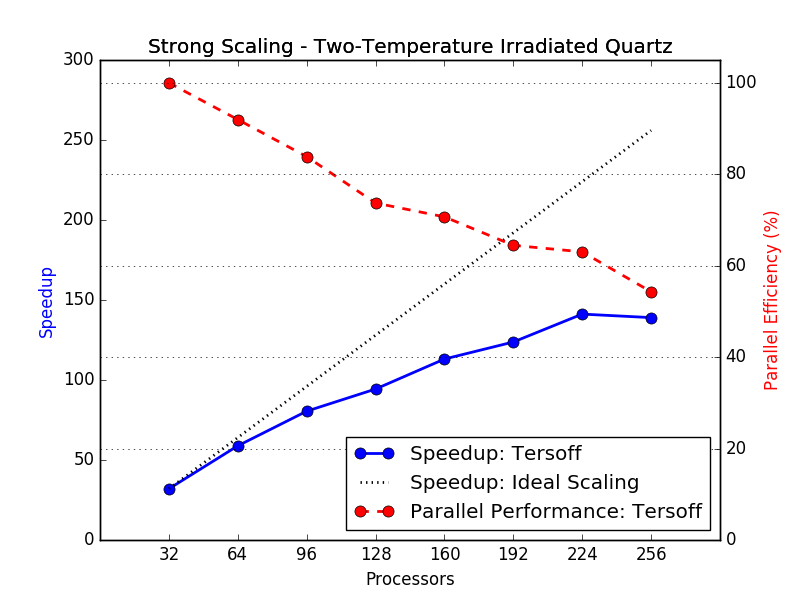 Strong Scaling - Two-Temperature Irradiated Quartz
300
250
200
150
100
50
0
Speedup
100
80
60
40
20
0
Parallel Efficiency (%)
Speedup: Tersoff
Speedup: Ideal Scaling
Parallel Performance: Tersoff
32 64 96 128 160 192 224 256
Processors